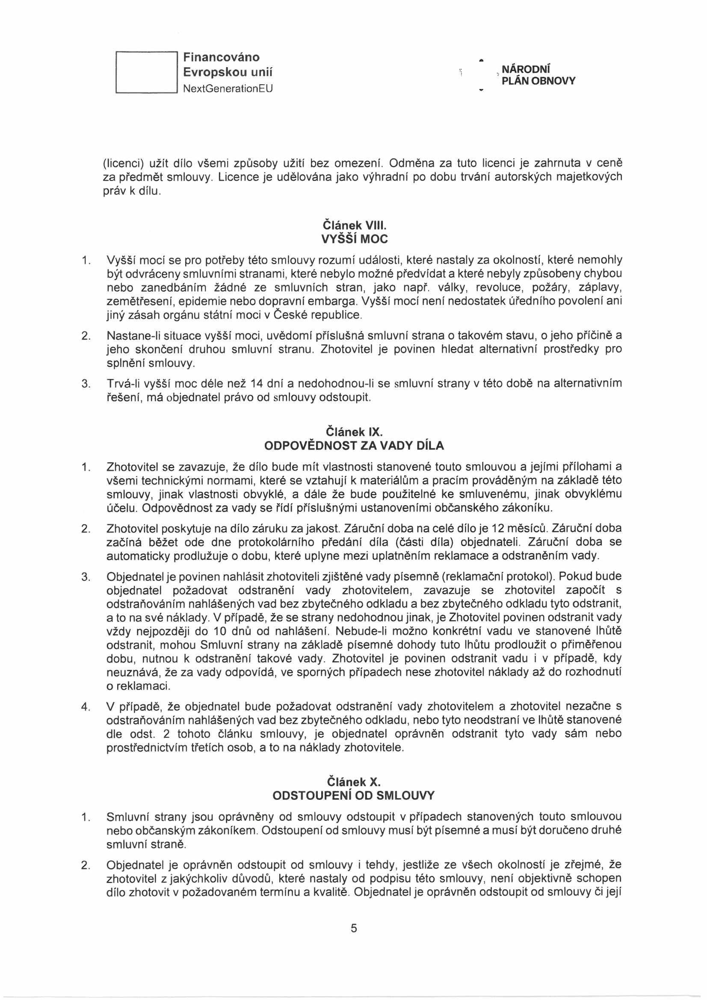 Financováno
Evropskou unií
NextGenerationEU
NÁRODNÍ
PLÁN OBNOVY
(licenci) užít dílo všemi způsoby užití bez omezení. Odměna za tuto licenci je zahrnuta v ceně
za předmět smlouvy. Licence je udělována jako výhradní po dobu trvání autorských majetkových
práv k dílu.
Článek VIII.
VYŠŠÍ MOC
1. Vyšší mocí se pro potřeby této smlouvy rozumí události, které nastaly za okolností, které nemohly
být odvráceny smluvními stranami, které nebylo možné předvídat a které nebyly způsobeny chybou
nebo zanedbáním žádné ze smluvních stran, jako např. války, revoluce, požáry, záplavy,
zemětřesení, epidemie nebo dopravní embarga. Vyšší mocí není nedostatek úředního povolení ani
jiný zásah orgánu státní moci v České republice.
2. Nastane-li situace vyšší moci, uvědomí příslušná smluvní strana o takovém stavu, o jeho příčině a
jeho skončení druhou smluvní stranu. Zhotovitel je povinen hledat alternativní prostředky pro
splnění smlouvy.
3. Trvá-li vyšší moc déle než 14 dní a nedohodnou-li se smluvní strany v této době na alternativním
řešení, má objednatel právo od smlouvy odstoupit.
Článek IX.
ODPOVĚDNOST ZA VADY DÍLA
1. Zhotovitel se zavazuje, že dílo bude mít vlastnosti stanovené touto smlouvou a jejími přílohami a
všemi technickými normami, které se vztahují k materiálům a pracím prováděným na základě této
smlouvy, jinak vlastnosti obvyklé, a dále že bude použitelné ke smluvenému, jinak obvyklému
účelu. Odpovědnost za vady se řídí příslušnými ustanoveními občanského zákoníku.
2. Zhotovitel poskytuje na dílo záruku za jakost. Záruční doba na celé dílo je 12 měsíců. Záruční doba
začíná běžet ode dne protokolárního předání díla (části díla) objednateli. Záruční doba se
automaticky prodlužuje o dobu, které uplyne mezi uplatněním reklamace a odstraněním vady.
3. Objednatel je povinen nahlásit zhotoviteli zjištěné vady písemně (reklamační protokol). Pokud bude
objednatel požadovat odstranění vady zhotovitelem, zavazuje se zhotovitel započít s
odstraňováním nahlášených vad bez zbytečného odkladu a bez zbytečného odkladu tyto odstranit,
a to na své náklady. V případě, že se strany nedohodnou jinak, je Zhotovitel povinen odstranit vady
vždy nejpozději do 10 dnů od nahlášení. Nebude-li možno konkrétní vadu ve stanovené lhůtě
odstranit, mohou Smluvní strany na základě písemné dohody tuto lhůtu prodloužit o přiměřenou
dobu, nutnou k odstranění takové vady. Zhotovitel je povinen odstranit vadu i v případě, kdy
neuznává, že za vady odpovídá, ve sporných případech nese zhotovitel náklady až do rozhodnutí
o reklamaci.
4. V případě, že objednatel bude požadovat odstranění vady zhotovitelem a zhotovitel nezačne s
odstraňováním nahlášených vad bez zbytečného odkladu, nebo tyto neodstraní ve lhůtě stanovené
dle odst. 2 tohoto článku smlouvy, je objednatel oprávněn odstranit tyto vady sám nebo
prostřednictvím třetích osob, a to na náklady zhotovitele.
Článek X.
ODSTOUPENÍ OD SMLOUVY
1. Smluvní strany jsou oprávněny od smlouvy odstoupit v případech stanovených touto smlouvou
nebo občanským zákoníkem. Odstoupení od smlouvy musí být písemné a musí být doručeno druhé
smluvní straně.
2. Objednatel je oprávněn odstoupit od smlouvy i tehdy, jestliže ze všech okolností je zřejmé, že
zhotovitel z jakýchkoliv důvodů, které nastaly od podpisu této smlouvy, není objektivně schopen
dílo zhotovit v požadovaném termínu a kvalitě. Objednatel je oprávněn odstoupit od smlouvy či její
5